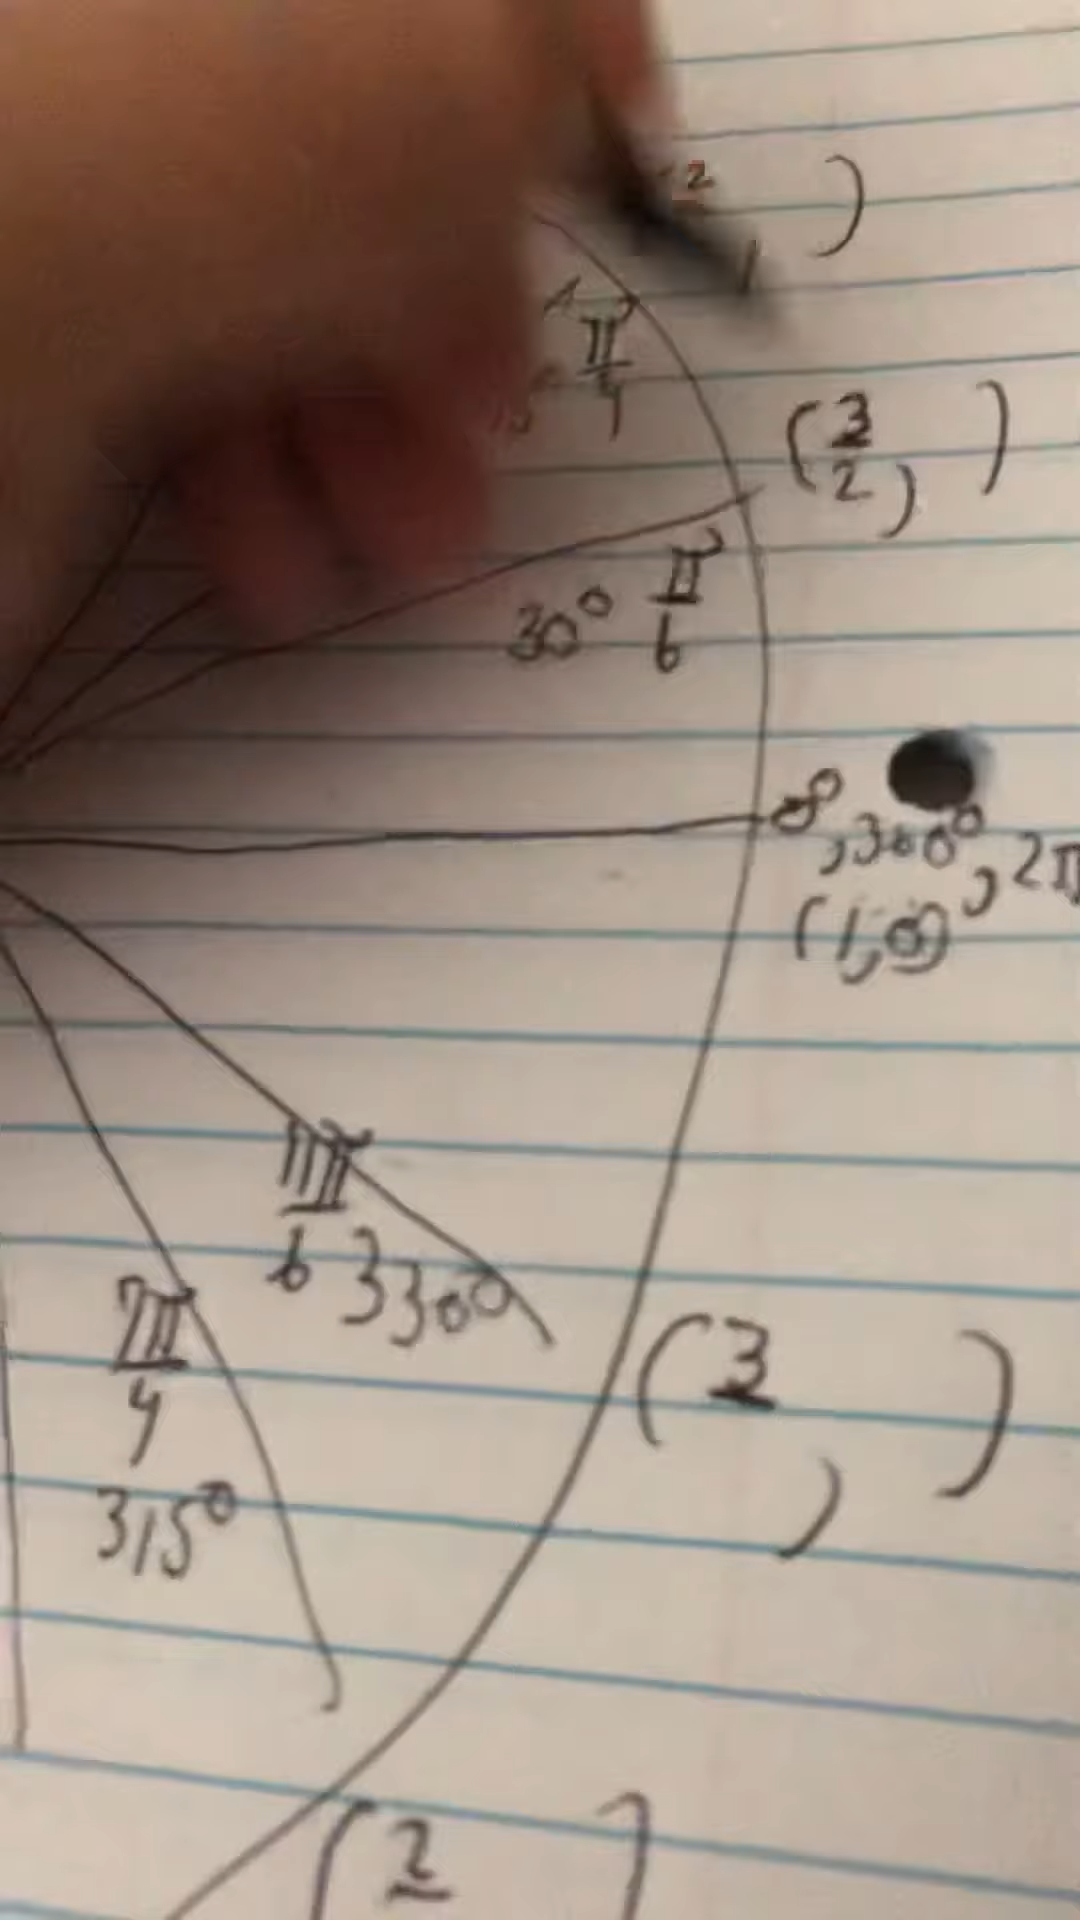 2 )
π
4
(3
2, )
30° π
6
0°, 360°, 2π
(1,0)
11π
6 330°
7π
4
315°
(3
, )
(2 )